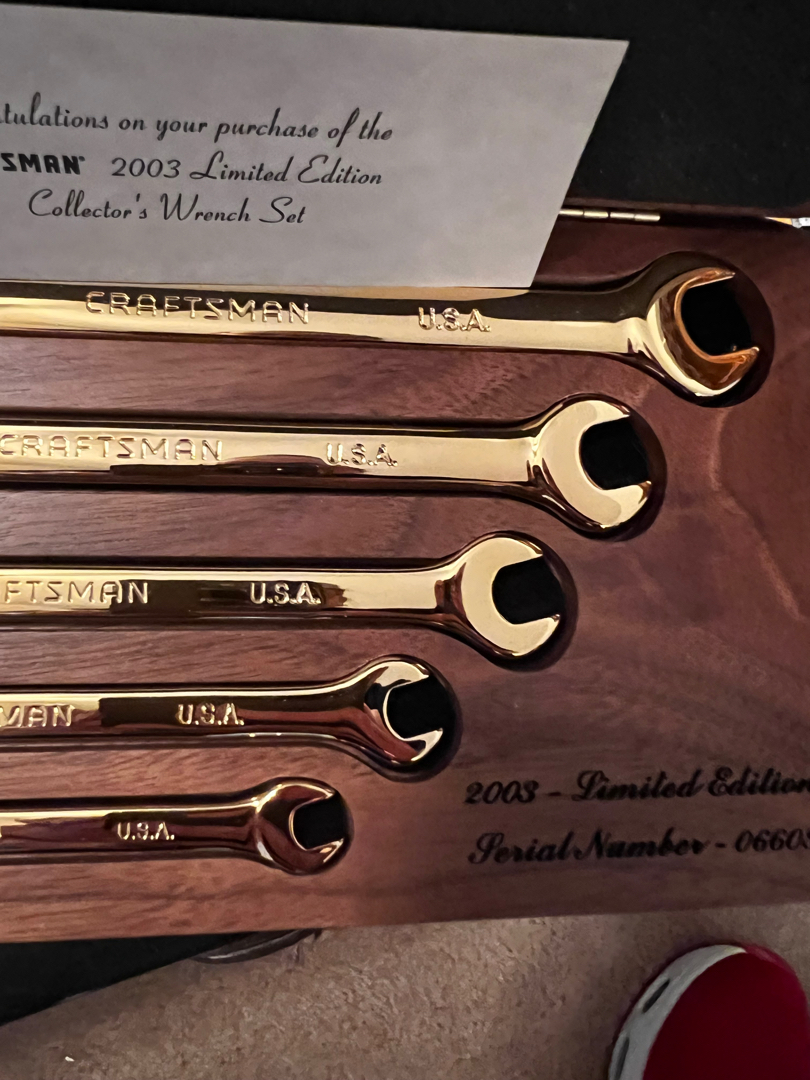 tulations on your purchase of the
SMAN® 2003 Limited Edition
Collector's Wrench Set
CRAFTSMAN U.S.A.
CRAFTSMAN U.S.A.
FTSMAN U.S.A.
MAN U.S.A.
U.S.A.
2003 - Limited Edition
Serial Number - 0660